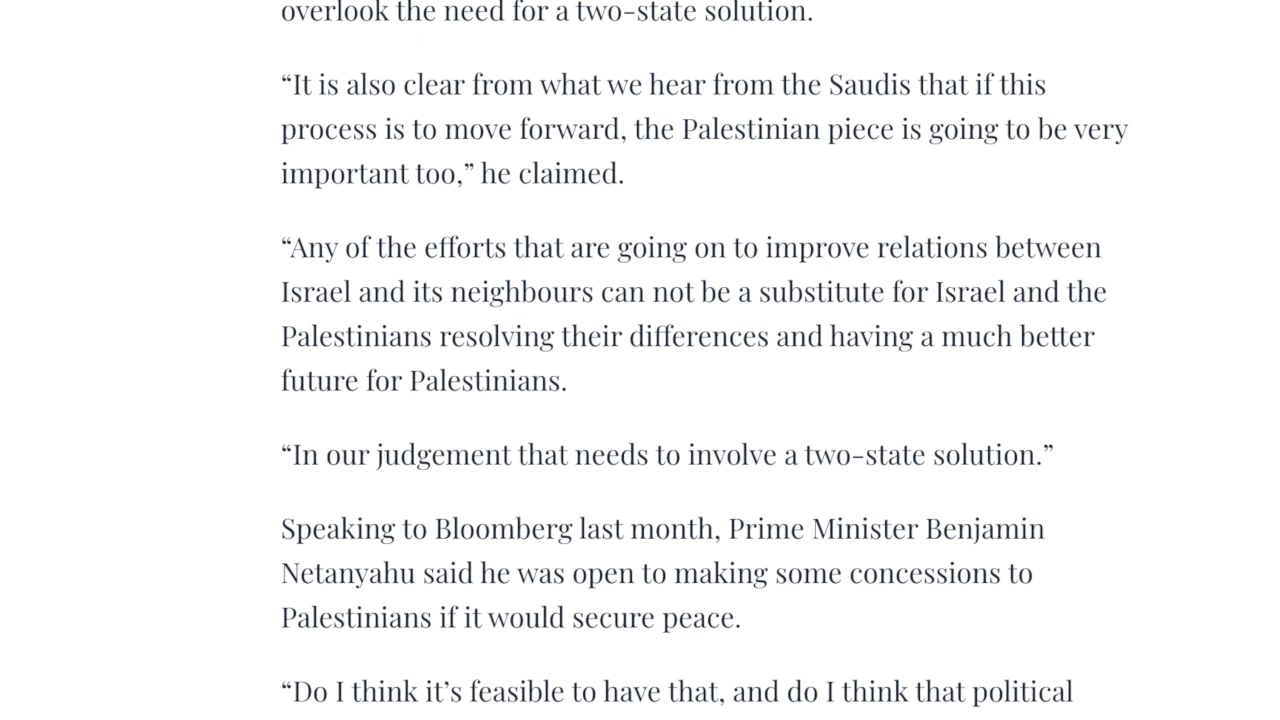 overlook the need for a two-state solution.
“It is also clear from what we hear from the Saudis that if this
process is to move forward, the Palestinian piece is going to be very
important too,” he claimed.
“Any of the efforts that are going on to improve relations between
Israel and its neighbours can not be a substitute for Israel and the
Palestinians resolving their differences and having a much better
future for Palestinians.
“In our judgement that needs to involve a two-state solution.”
Speaking to Bloomberg last month, Prime Minister Benjamin
Netanyahu said he was open to making some concessions to
Palestinians if it would secure peace.
“Do I think it’s feasible to have that, and do I think that political